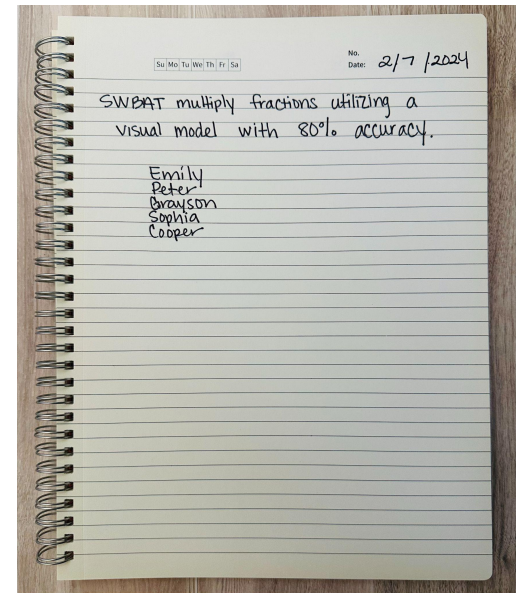 No.
Su Mo Tu We Th Fr Sa
Date: 2/7/2024
SWBAT multiply fractions utilizing a
visual model with 80% accuracy.
Emily
Peter
Grayson
Sophia
Cooper